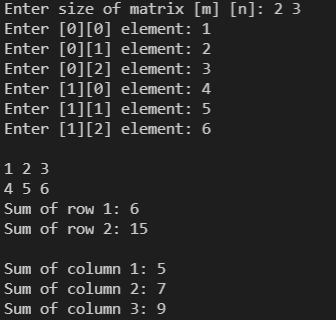 Enter size of matrix [m] [n]: 2 3
Enter [0][0] element: 1
Enter [0][1] element: 2
Enter [0][2] element: 3
Enter [1][0] element: 4
Enter [1][1] element: 5
Enter [1][2] element: 6
1 2 3
4 5 6
Sum of row 1: 6
Sum of row 2: 15
Sum of column 1: 5
Sum of column 2: 7
Sum of column 3: 9